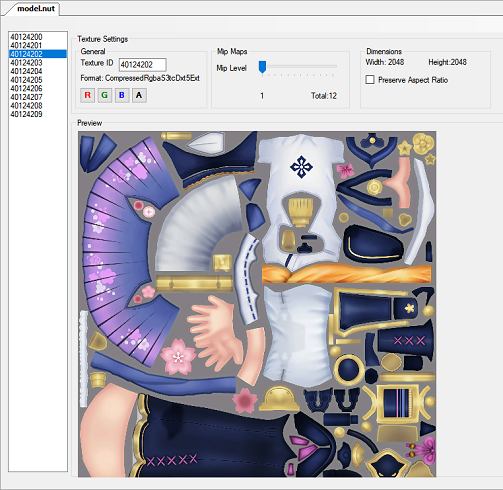 model.nut
40124200
40124201
40124202
40124203
40124204
40124205
40124206
40124207
40124208
40124209
Texture Settings
General
Texture ID 40124202
Format: CompressedRgbaS3tcDxt5Ext
R G B A
Mip Maps
Mip Level
1 Total:12
Dimensions
Width: 2048 Height:2048
Preserve Aspect Ratio
Preview